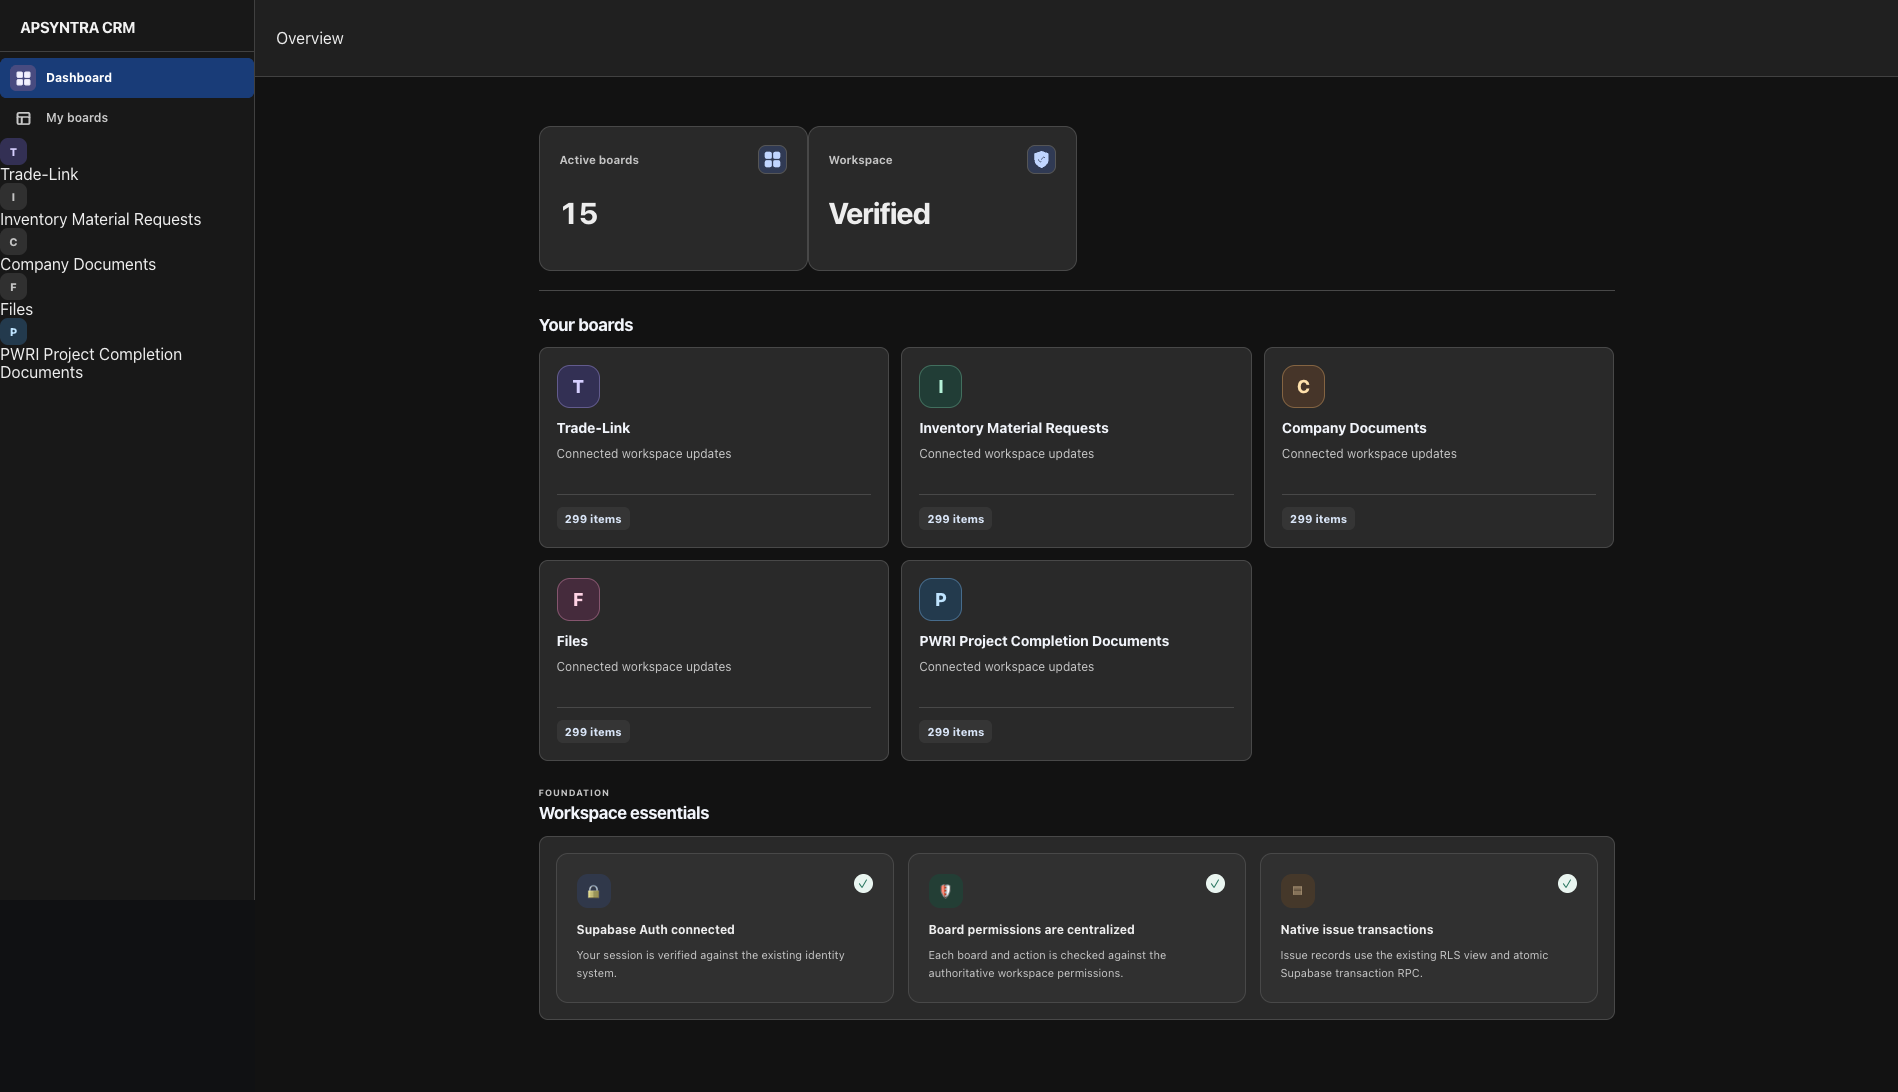 APSYNTRA CRM
Dashboard
My boards
T
Trade-Link
I
Inventory Material Requests
C
Company Documents
F
Files
P
PWRI Project Completion
Documents
Overview
Active boards
15
Workspace
Verified
Your boards
T
Trade-Link
Connected workspace updates
299 items
I
Inventory Material Requests
Connected workspace updates
299 items
C
Company Documents
Connected workspace updates
299 items
F
Files
Connected workspace updates
299 items
P
PWRI Project Completion Documents
Connected workspace updates
299 items
FOUNDATION
Workspace essentials
Supabase Auth connected
Your session is verified against the existing identity
system.
Board permissions are centralized
Each board and action is checked against the
authoritative workspace permissions.
Native issue transactions
Issue records use the existing RLS view and atomic
Supabase transaction RPC.